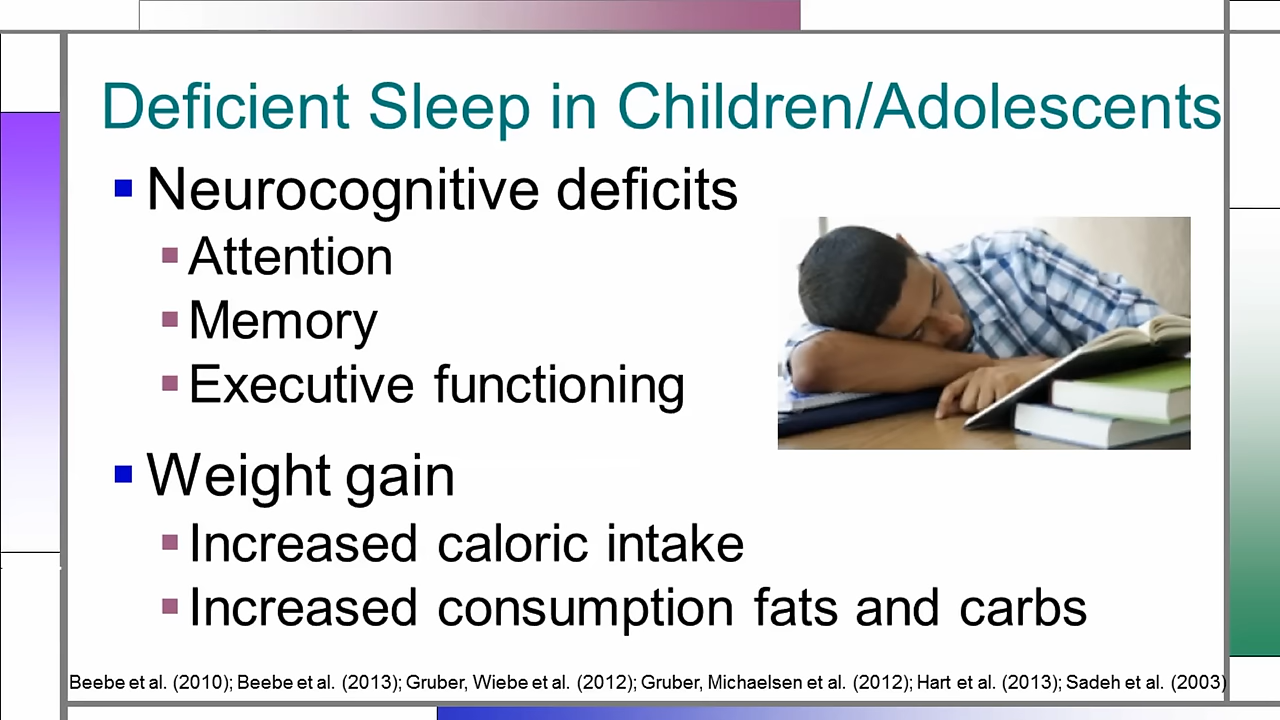 Deficient Sleep in Children/Adolescents
Neurocognitive deficits
Attention
Memory
Executive functioning
Weight gain
Increased caloric intake
Increased consumption fats and carbs
Beebe et al. (2010); Beebe et al. (2013); Gruber, Wiebe et al. (2012); Gruber, Michaelsen et al. (2012); Hart et al. (2013); Sadeh et al. (2003)